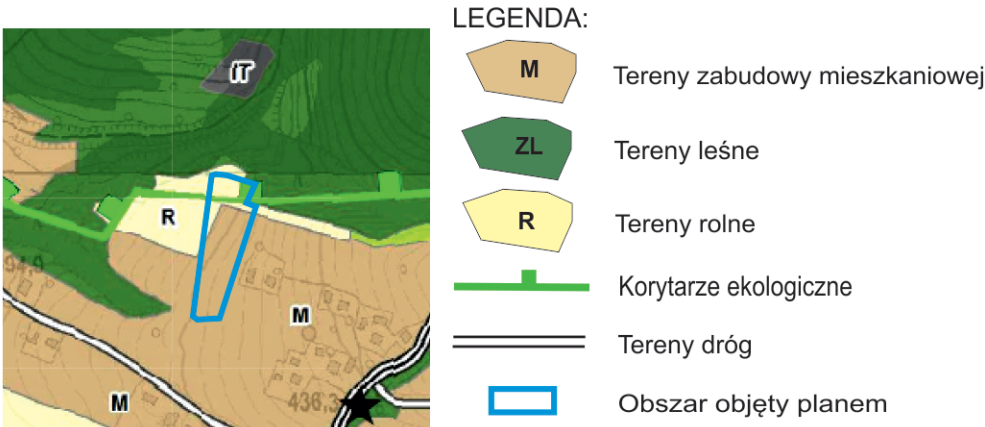 LEGENDA:
M
Tereny zabudowy mieszkaniowej
ZL
Tereny leśne
R
Tereny rolne
Korytarze ekologiczne
Tereny dróg
Obszar objęty planem
IT
R
M
M
436,3